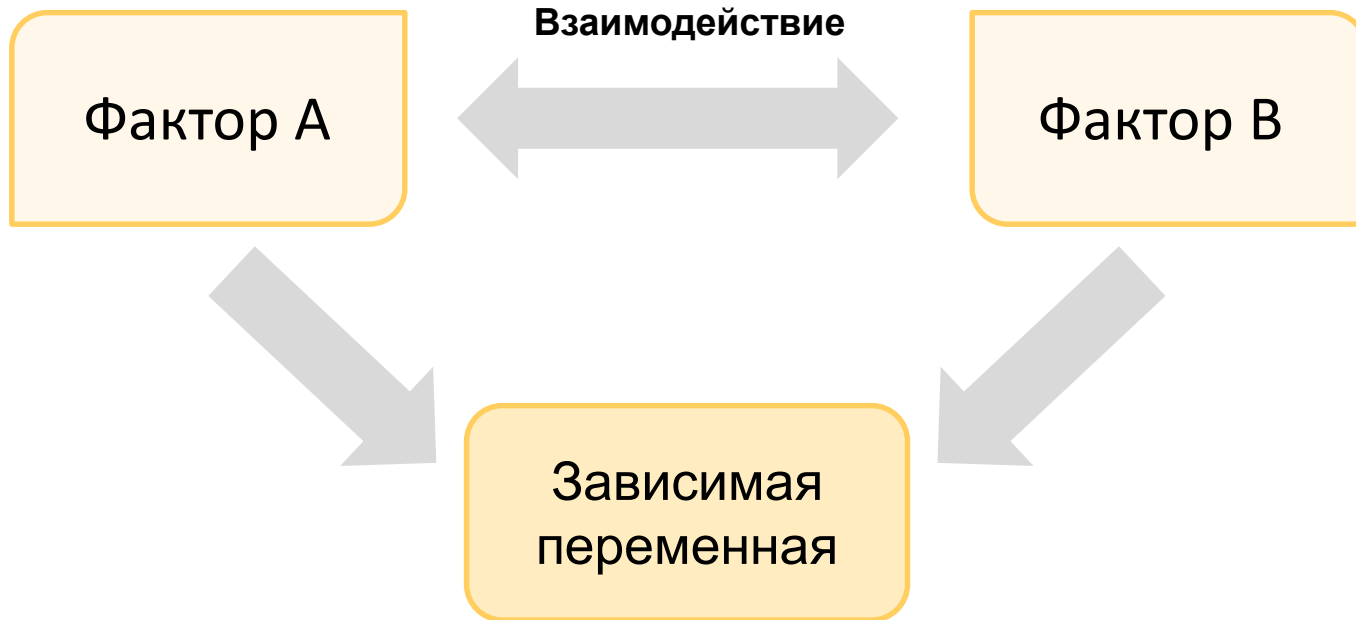 Взаимодействие
Фактор А
Фактор В
Зависимая
переменная